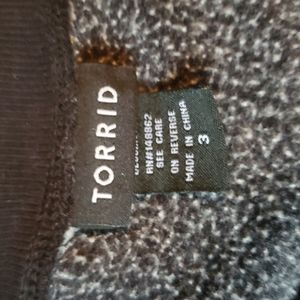 TORRID
RN#148862
SEE CARE
ON REVERSE
MADE IN CHINA
3